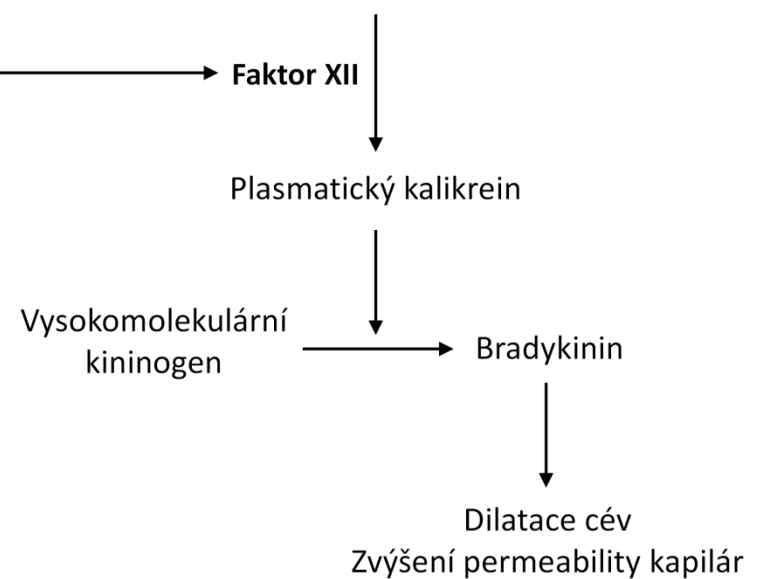 Faktor XII
Plasmatický kalikrein
Vysokomolekulární
kininogen
Bradykinin
Dilatace cév
Zvýšení permeability kapilár